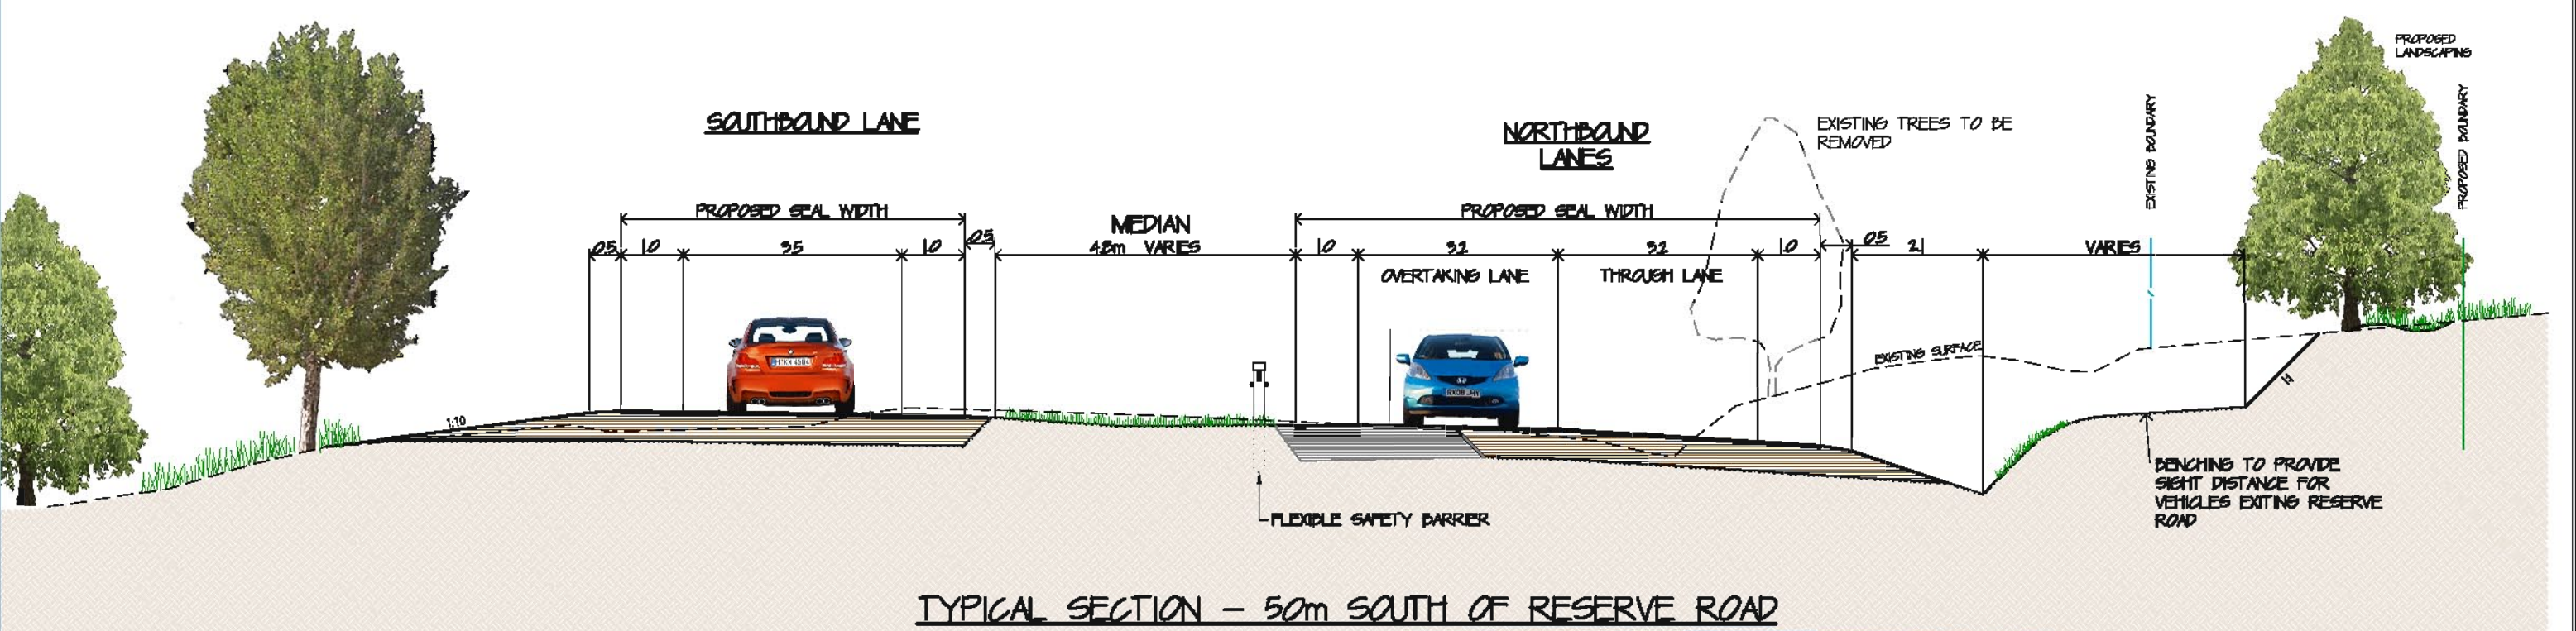 PROPOSED
LANDSCAPING
EXISTING BOUNDARY
PROPOSED BOUNDARY
SOUTHBOUND LANE
NORTHBOUND
LANES
EXISTING TREES TO BE
REMOVED
PROPOSED SEAL WIDTH
MEDIAN
PROPOSED SEAL WIDTH
0.5 1.0 3.5 1.0 0.5 4.8m VARIES 1.0 3.2 3.2 1.0 0.5 2.1 VARIES
OVERTAKING LANE THROUGH LANE
EXISTING SURFACE
1:10
BENCHING TO PROVIDE
SIGHT DISTANCE FOR
VEHICLES EXITING RESERVE
ROAD
FLEXIBLE SAFETY BARRIER
TYPICAL SECTION - 50m SOUTH OF RESERVE ROAD